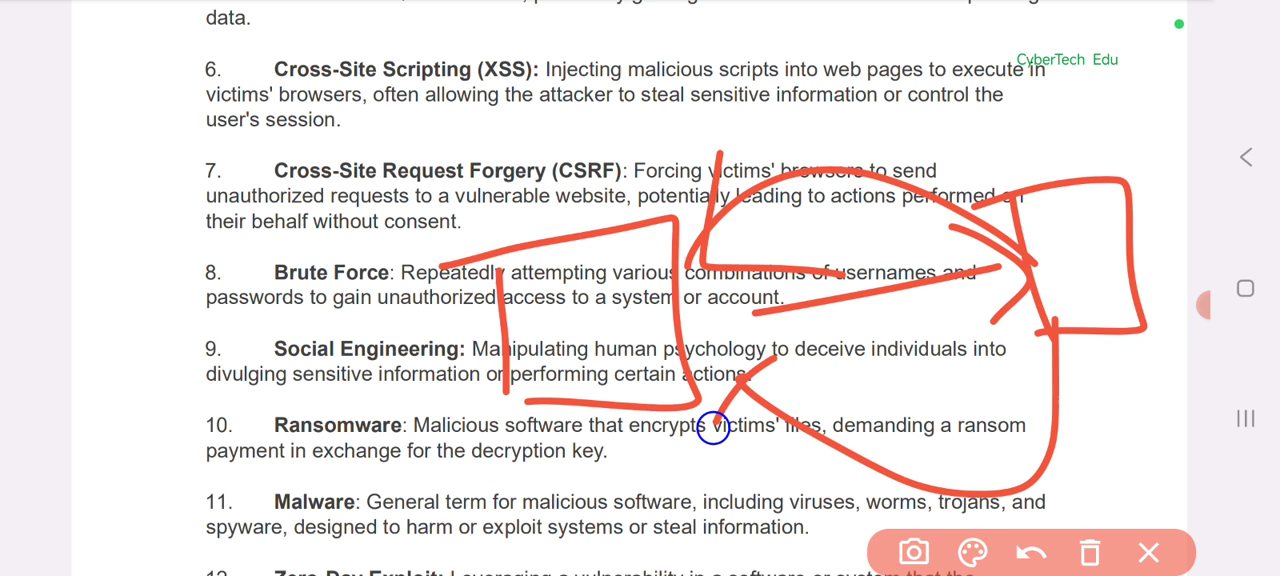 data.
CyberTech Edu
6. Cross-Site Scripting (XSS): Injecting malicious scripts into web pages to execute in
victims' browsers, often allowing the attacker to steal sensitive information or control the
user's session.
7. Cross-Site Request Forgery (CSRF): Forcing victims' browsers to send
unauthorized requests to a vulnerable website, potentially leading to actions performed on
their behalf without consent.
8. Brute Force: Repeatedly attempting various combinations of usernames and
passwords to gain unauthorized access to a system or account.
9. Social Engineering: Manipulating human psychology to deceive individuals into
divulging sensitive information or performing certain actions.
10. Ransomware: Malicious software that encrypts victims' files, demanding a ransom
payment in exchange for the decryption key.
11. Malware: General term for malicious software, including viruses, worms, trojans, and
spyware, designed to harm or exploit systems or steal information.